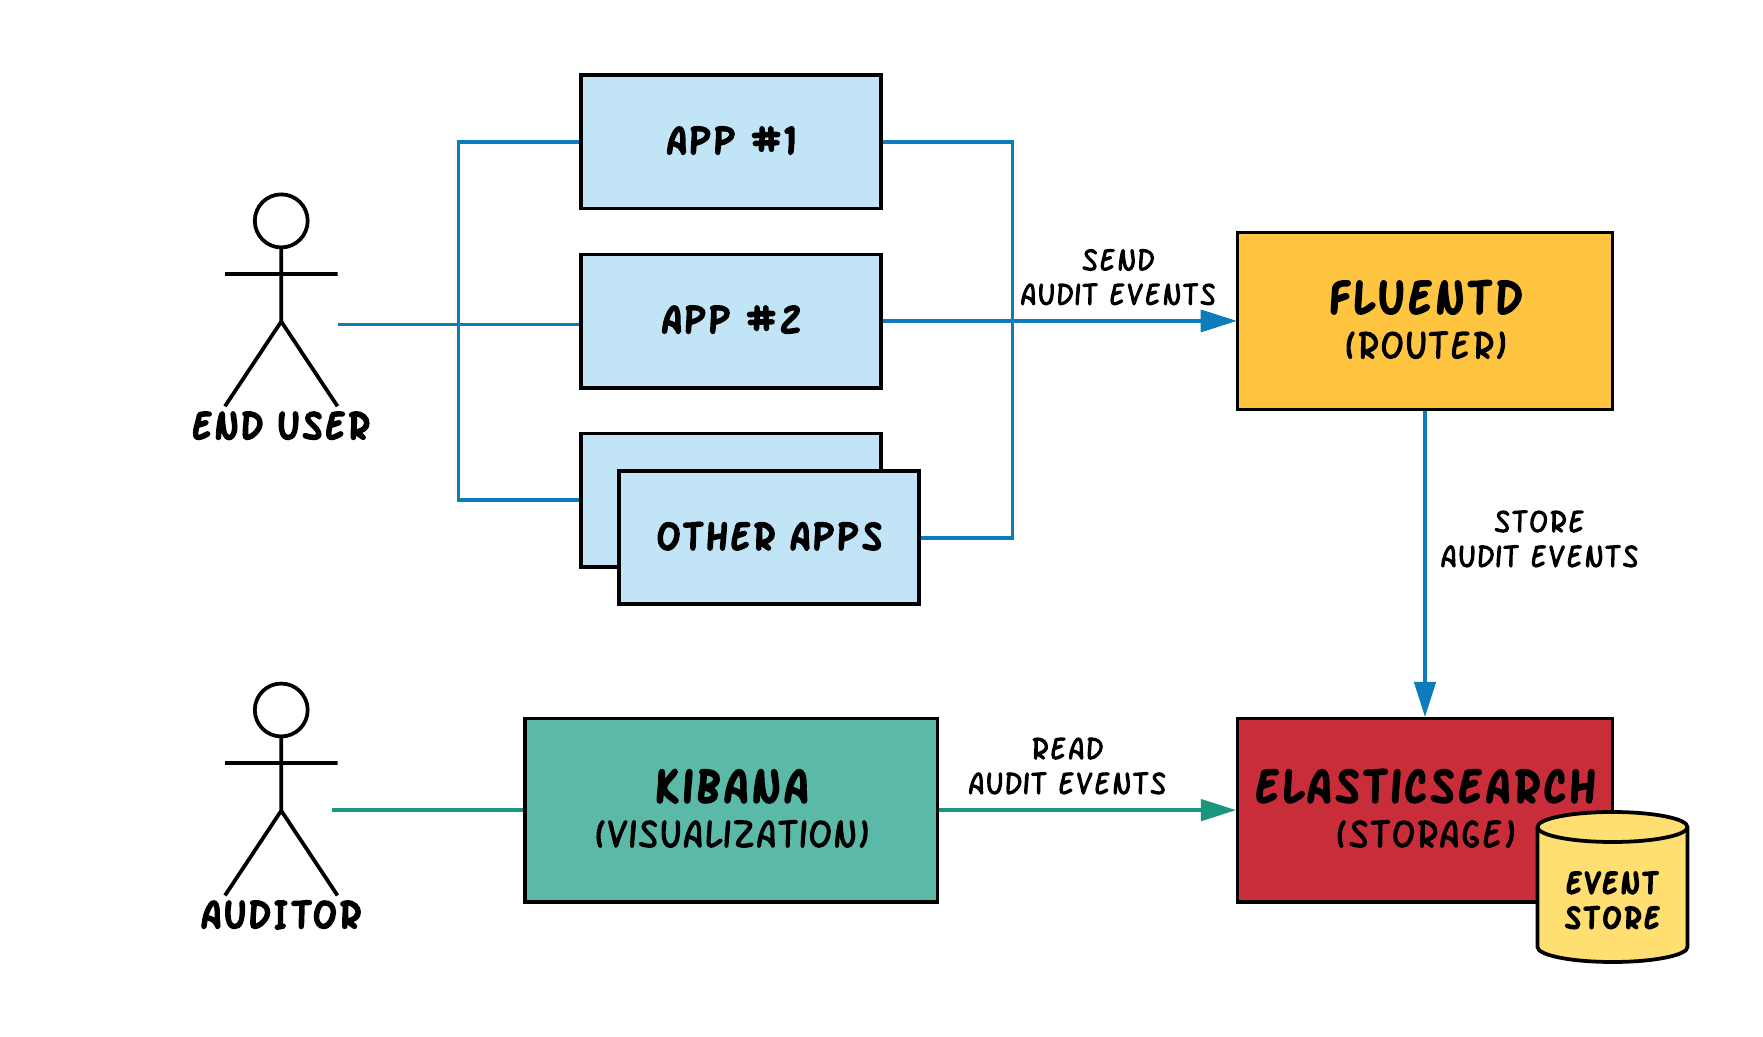 APP #1
SEND
AUDIT EVENTS
FLUENTD
(ROUTER)
APP #2
END USER
OTHER APPS
STORE
AUDIT EVENTS
READ
AUDIT EVENTS
KIBANA
(VISUALIZATION)
ELASTICSEARCH
(STORAGE)
EVENT
STORE
AUDITOR